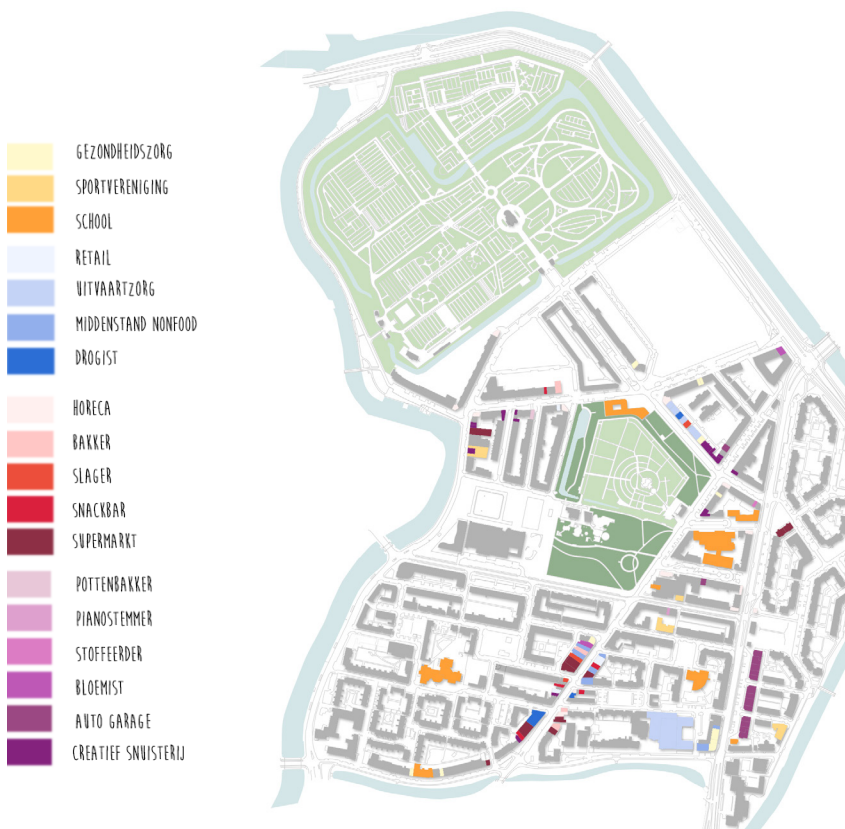 GEZONDHEIDSZORG
SPORTVERENIGING
SCHOOL
RETAIL
UITVAARTZORG
MIDDENSTAND NONFOOD
DROGIST
HORECA
BAKKER
SLAGER
SNACKBAR
SUPERMARKT
POTTENBAKKER
PIANOSTEMMER
STOFFEERDER
BLOEMIST
AUTO GARAGE
CREATIEF SNUISTERIJ